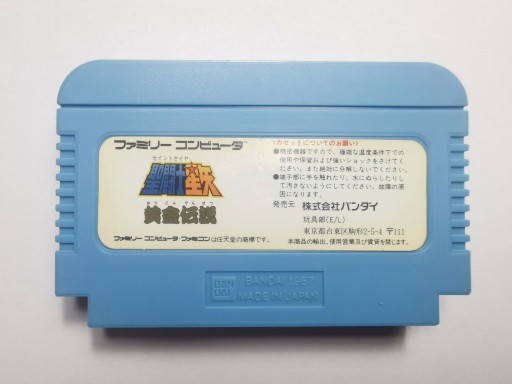 ファミリー コンピュータ
セイントセイヤ
聖闘士星矢
おうごんでんせつ
黄金伝説
ファミリー コンピュータ・ファミコンは任天堂の商標です。
《カセットについてのお願い》
●精密機器ですので、極端な温度条件下での
使用や保管および強いショックをさけてく
ださい。また絶対に分解しないでください。
●端子部に手を触れたり、水にぬらしたりし
て汚さないようにしてください。故障の原
因になります。
発売元 株式会社バンダイ
玩具部(E/L)
東京都台東区駒形2-5-4 〒111
本商品の輸出、使用営業及び賃貸を禁じます。
BAN
DAI
BANDAI 1987
MADE IN JAPAN